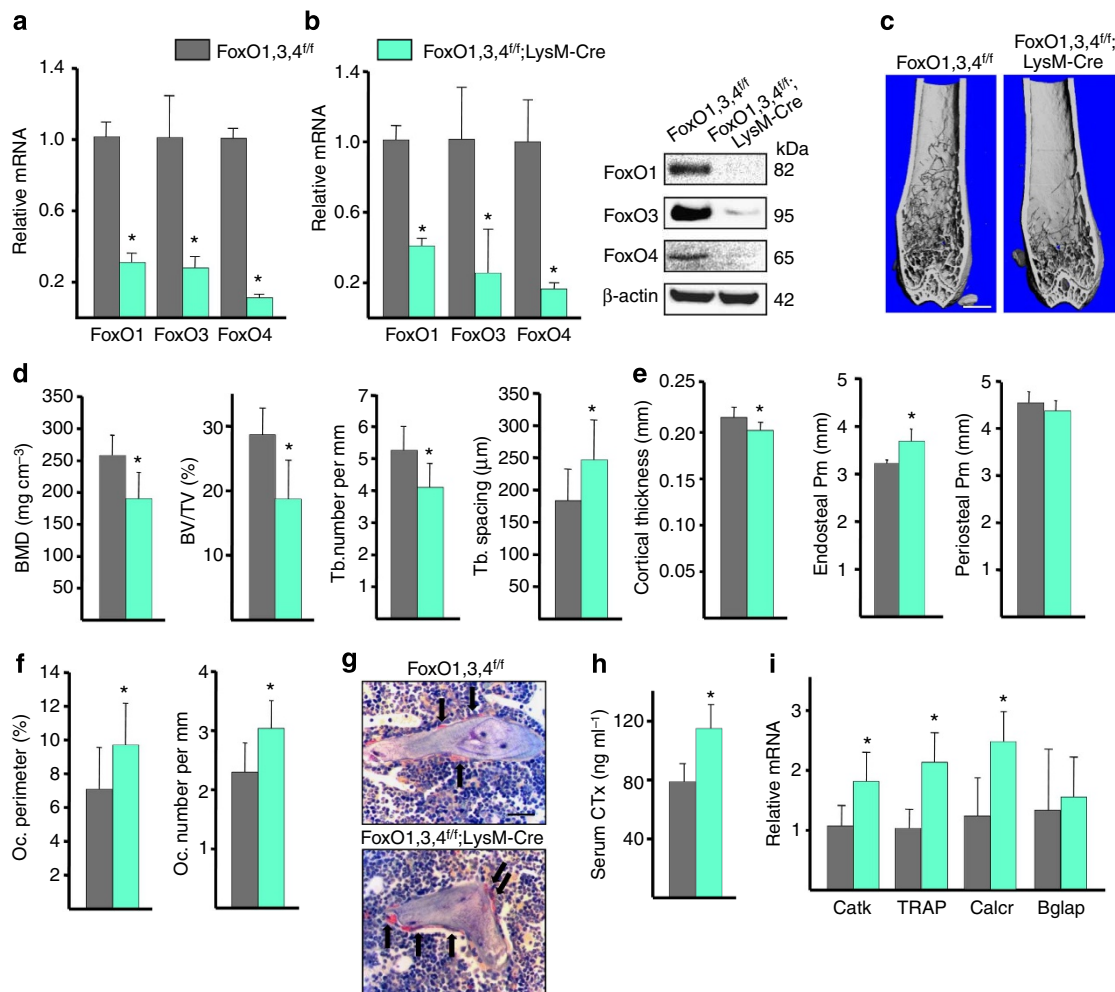 a
b
c
FoxO1,3,4f/f
FoxO1,3,4f/f;LysM-Cre
1.4
1.0
0.6
0.2
Relative mRNA
FoxO1 FoxO3 FoxO4
*
*
*
1.4
1.0
0.6
0.2
Relative mRNA
FoxO1 FoxO3 FoxO4
*
*
*
FoxO1,3,4f/f
FoxO1,3,4f/f;
LysM-Cre
kDa
FoxO1 82
FoxO3 95
FoxO4 65
β-actin 42
FoxO1,3,4f/f
FoxO1,3,4f/f;
LysM-Cre
d
350
300
250
200
150
100
50
BMD (mg cm−3)
*
30
20
10
BV/TV (%)
*
7
6
5
4
3
2
1
Tb.number per mm
*
350
300
250
200
150
100
50
Tb. spacing (μm)
*
e
0.25
0.20
0.15
0.10
0.05
Cortical thickness (mm)
*
5
4
3
2
1
Endosteal Pm (mm)
*
5
4
3
2
1
Periosteal Pm (mm)
f
14
12
10
8
6
4
2
Oc. perimeter (%)
*
4
3
2
1
Oc. number per mm
*
g
FoxO1,3,4f/f
FoxO1,3,4f/f;LysM-Cre
h
120
80
40
Serum CTx (ng ml−1)
*
i
3
2
1
Relative mRNA
*
*
*
Catk TRAP Calcr Bglap